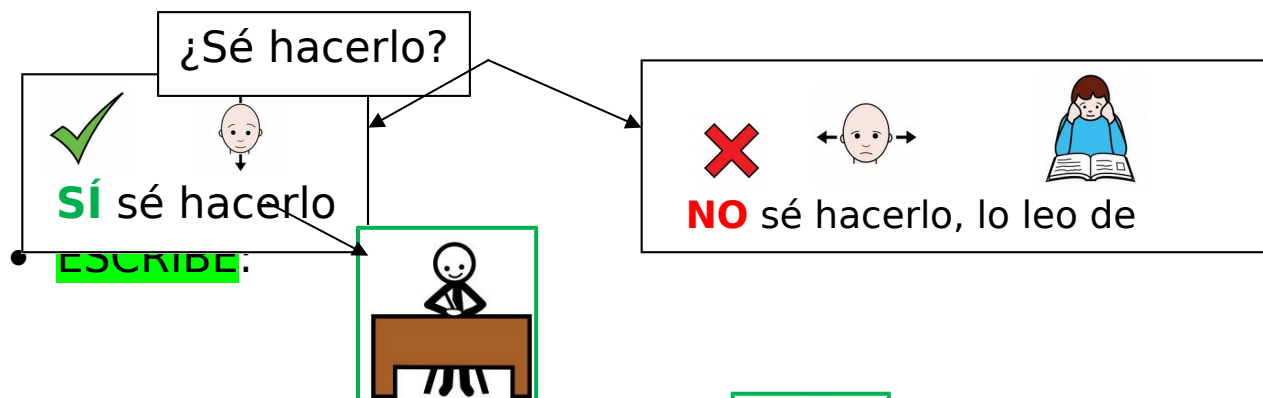 ¿Sé hacerlo?
SÍ sé hacerlo
NO sé hacerlo, lo leo de
• ESCRIBE: